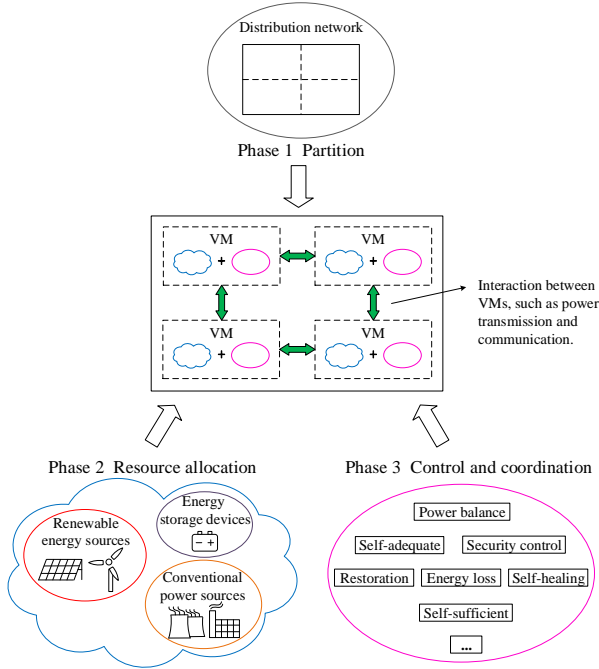 Distribution network
Phase 1 Partition
VM
+
VM
+
VM
+
VM
+
Interaction between
VMs, such as power
transmission and
communication.
Phase 2 Resource allocation
Renewable
energy sources
Energy
storage devices
- +
Conventional
power sources
Phase 3 Control and coordination
Power balance
Self-adequate
Security control
Restoration
Energy loss
Self-healing
Self-sufficient
...